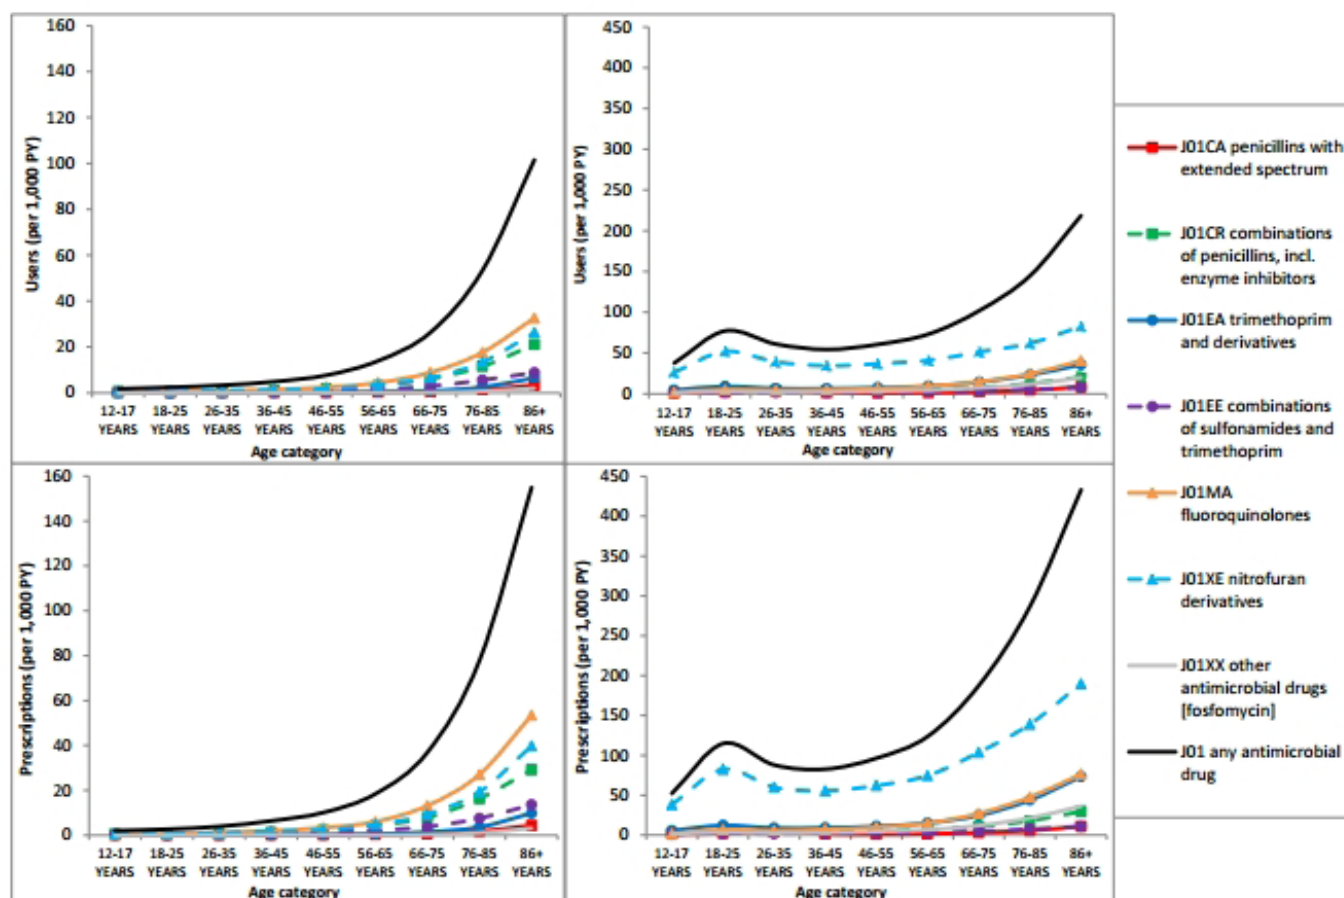 160
140
120
100
80
60
40
20
0
Users (per 1,000 PY)
12-17 18-25 26-35 36-45 46-55 56-65 66-75 76-85 86+
YEARS YEARS YEARS YEARS YEARS YEARS YEARS YEARS YEARS
Age category
450
400
350
300
250
200
150
100
50
0
Users (per 1,000 PY)
12-17 18-25 26-35 36-45 46-55 56-65 66-75 76-85 86+
YEARS YEARS YEARS YEARS YEARS YEARS YEARS YEARS YEARS
Age category
160
140
120
100
80
60
40
20
0
Prescriptions (per 1,000 PY)
12-17 18-25 26-35 36-45 46-55 56-65 66-75 76-85 86+
YEARS YEARS YEARS YEARS YEARS YEARS YEARS YEARS YEARS
Age category
450
400
350
300
250
200
150
100
50
0
Prescriptions (per 1,000 PY)
12-17 18-25 26-35 36-45 46-55 56-65 66-75 76-85 86+
YEARS YEARS YEARS YEARS YEARS YEARS YEARS YEARS YEARS
Age category
J01CA penicillins with
extended spectrum
J01CR combinations
of penicillins, incl.
enzyme inhibitors
J01EA trimethoprim
and derivatives
J01EE combinations
of sulfonamides and
trimethoprim
J01MA
fluoroquinolones
J01XE nitrofuran
derivatives
J01XX other
antimicrobial drugs
[fosfomycin]
J01 any antimicrobial
drug